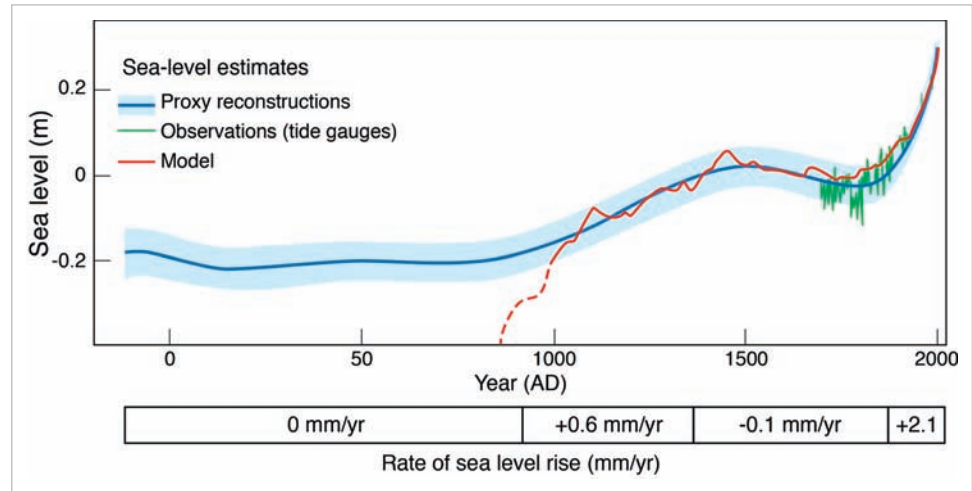 Sea-level estimates
Proxy reconstructions
Observations (tide gauges)
Model
Sea level (m)
0.2
0
-0.2
0
50
1000
1500
2000
Year (AD)
0 mm/yr
+0.6 mm/yr
-0.1 mm/yr
+2.1
Rate of sea level rise (mm/yr)